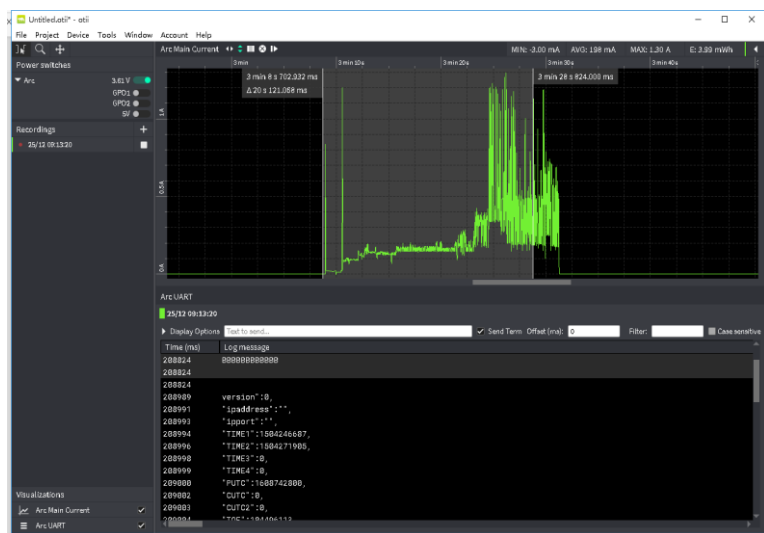 Untitled.otii* - otii
File Project Device Tools Window Account Help
Arc Main Current MIN: -3.00 mA AVG: 198 mA MAX: 1.30 A E: 3.99 mWh
Power switches
Arc 3.61 V
GPO1
GPO2
5V
Recordings +
25/12 09:13:20
3 min 3 min 10s 3 min 20s 3 min 30s 3 min 40s
3 min 8 s 702.932 ms
Δ 20 s 121.068 ms
3 min 28 s 824.000 ms
1A
0.5A
0A
Arc UART
25/12 09:13:20
Display Options Text to send... Send Term Offset (ms): 0 Filter: Case sensitive
Time (ms) Log message
208824 @@@@@@@@@@@@
208824
208824
208989 version":0,
208991 "ipaddress":"",
208993 "ipport":"",
208994 "TIME1":1504246687,
208996 "TIME2":1504271905,
208998 "TIME3":0,
208999 "TIME4":0,
209000 "PUTC":1608742800,
209002 "CUTC":0,
209003 "CUTC2":0,
Visualizations
Arc Main Current
Arc UART